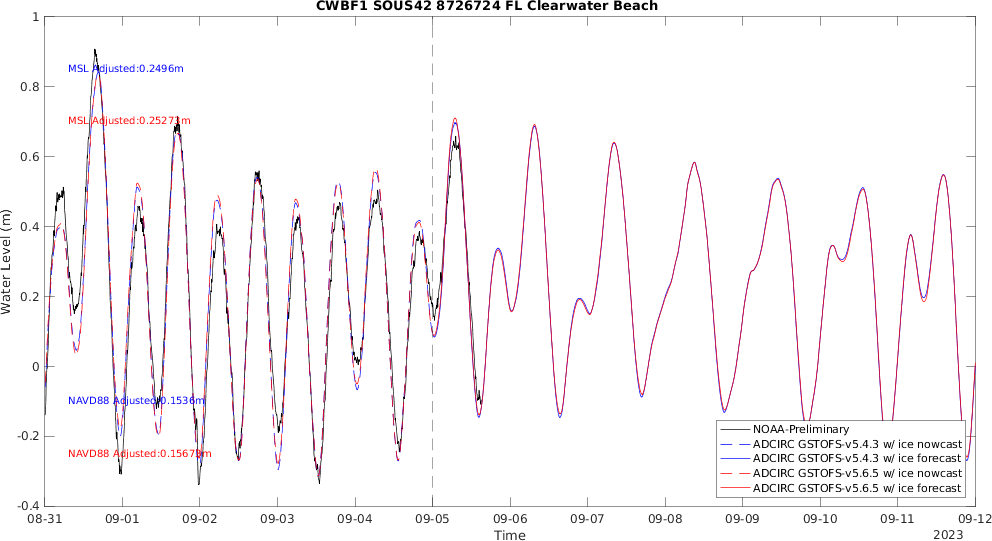 CWBF1 SOUS42 8726724 FL Clearwater Beach
1
0.8
0.6
0.4
0.2
0
-0.2
-0.4
Water Level (m)
MSL Adjusted:0.2496m
MSL Adjusted:0.25273m
NAVD88 Adjusted:0.1536m
NAVD88 Adjusted:0.15673m
NOAA-Preliminary
ADCIRC GSTOFS-v5.4.3 w/ ice nowcast
ADCIRC GSTOFS-v5.4.3 w/ ice forecast
ADCIRC GSTOFS-v5.6.5 w/ ice nowcast
ADCIRC GSTOFS-v5.6.5 w/ ice forecast
08-31 09-01 09-02 09-03 09-04 09-05 09-06 09-07 09-08 09-09 09-10 09-11 09-12
Time
2023